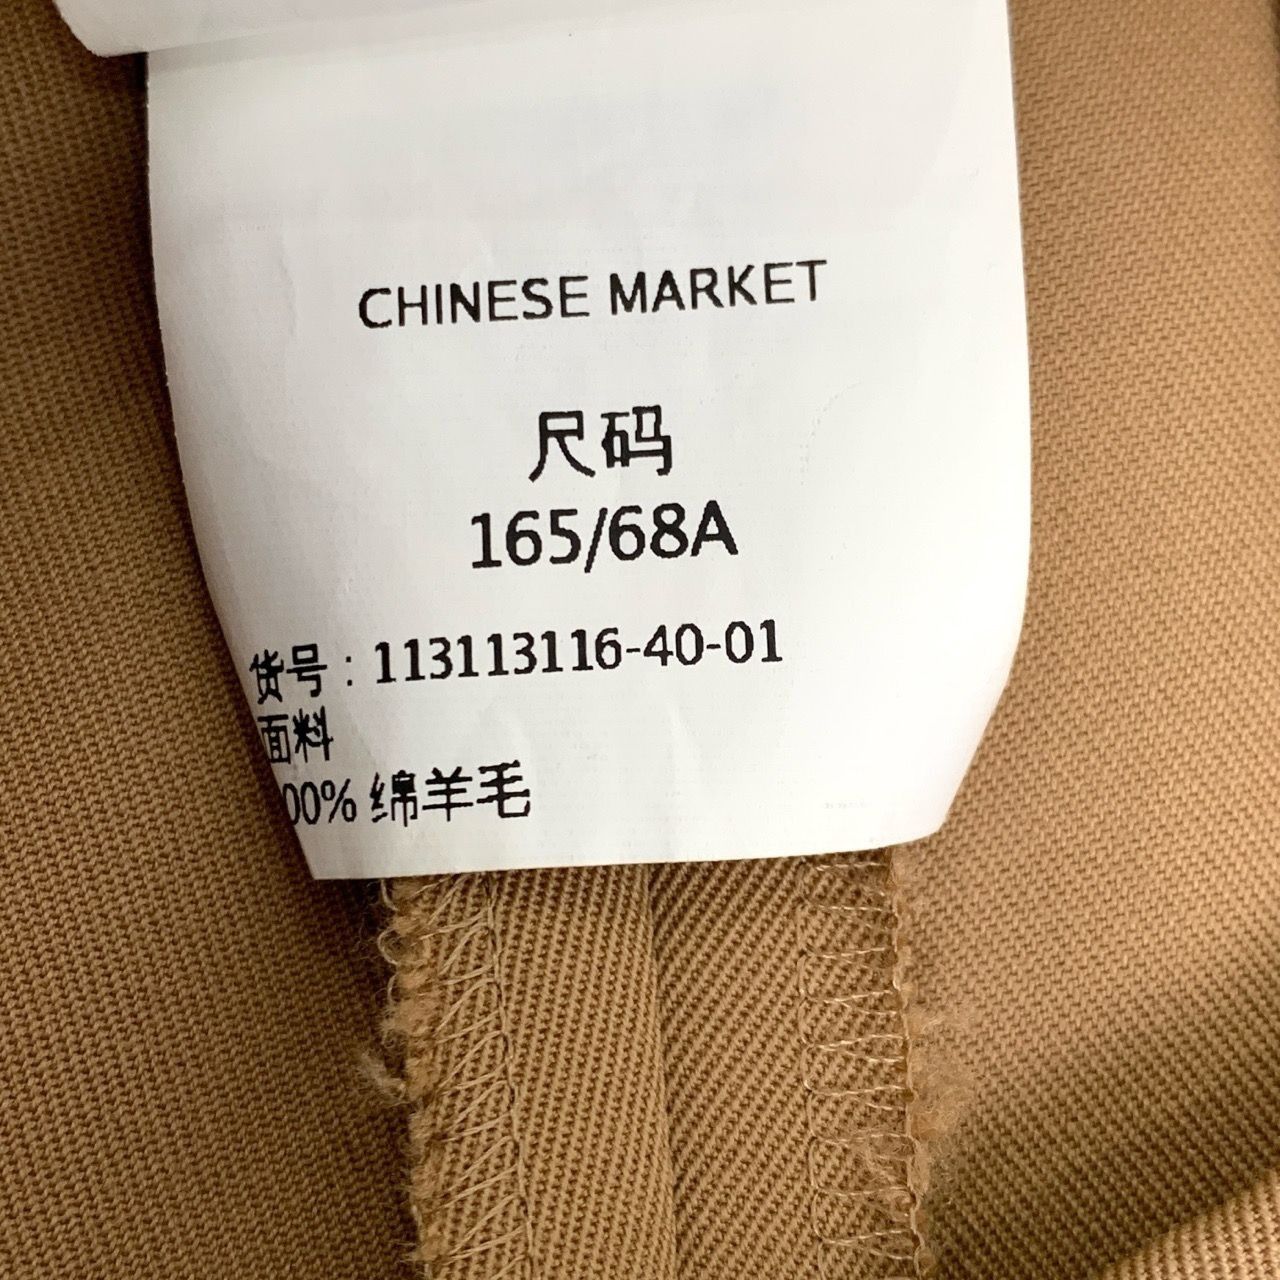 CHINESE MARKET
尺码
165/68A
货号：113113116-40-01
面料
00% 绵羊毛